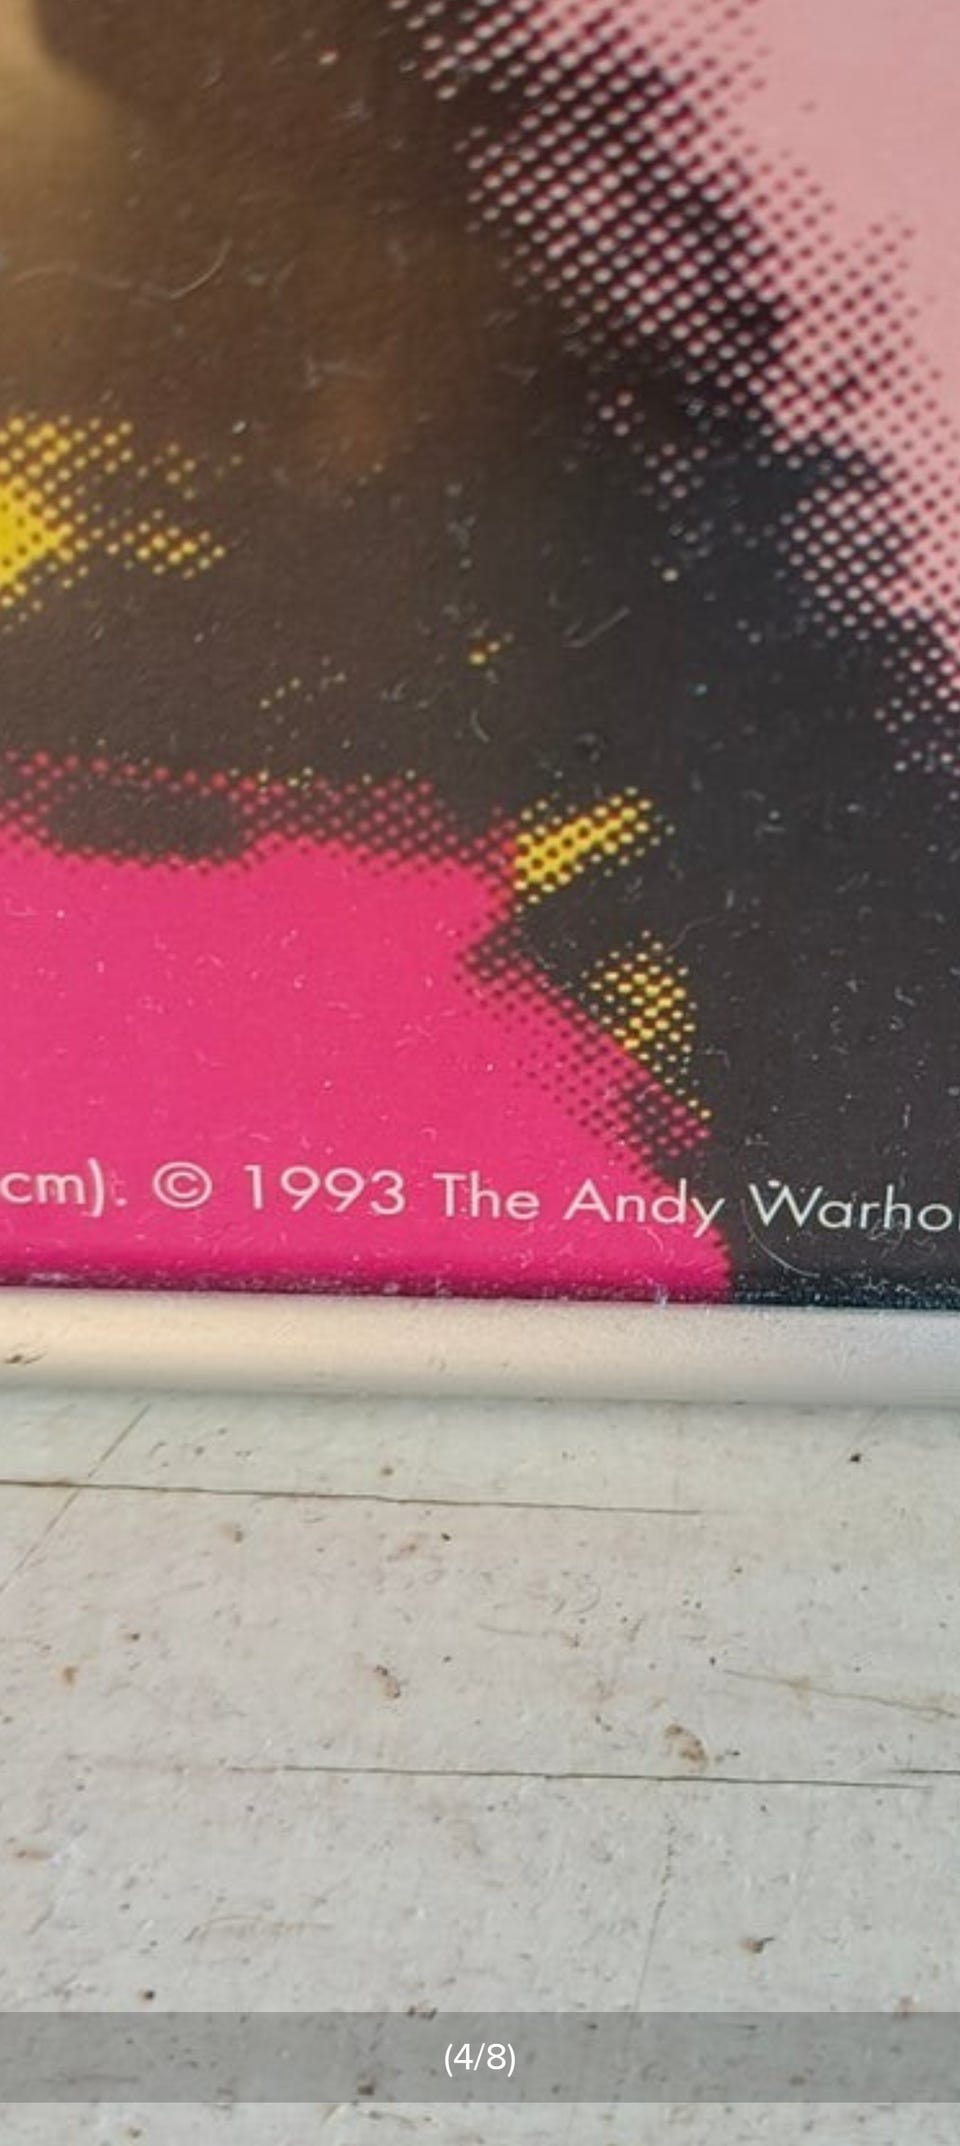 cm). © 1993 The Andy Warho
(4/8)